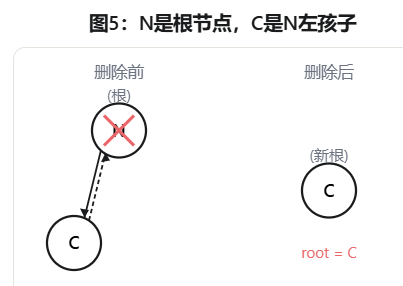 图5：N是根节点，C是N左孩子
删除前
删除后
(根)
N
(新根)
C
C
root = C